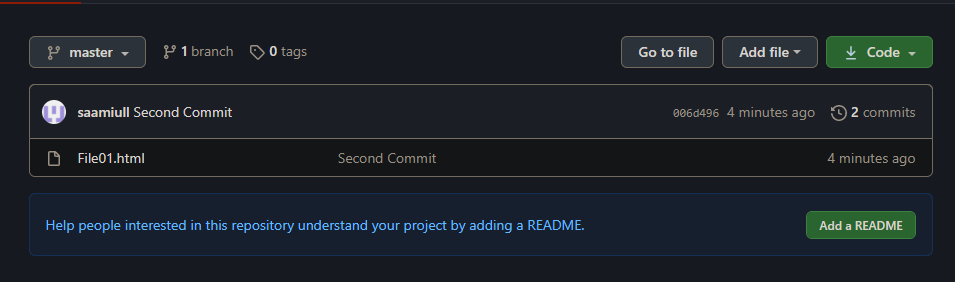 master 1 branch 0 tags Go to file Add file Code
saamiull Second Commit 006d496 4 minutes ago 2 commits
File01.html Second Commit 4 minutes ago
Help people interested in this repository understand your project by adding a README. Add a README